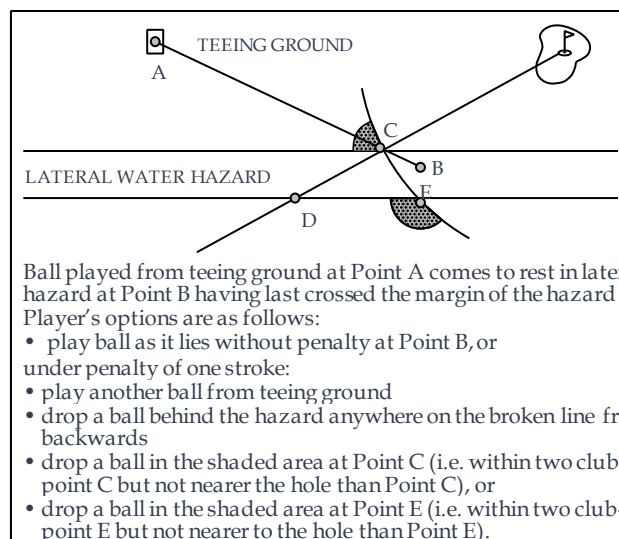 TEEING GROUND
A
C
B
LATERAL WATER HAZARD
E
D
Ball played from teeing ground at Point A comes to rest in
hazard at Point B having last crossed the margin of the hazard
Player's options are as follows:
• play ball as it lies without penalty at Point B, or
under penalty of one stroke:
• play another ball from teeing ground
• drop a ball behind the hazard anywhere on the broken line
backwards
• drop a ball in the shaded area at Point C (i.e. within two club
point C but not nearer the hole than Point C), or
• drop a ball in the shaded area at Point E (i.e. within two club-
point E but not nearer to the hole than Point E).